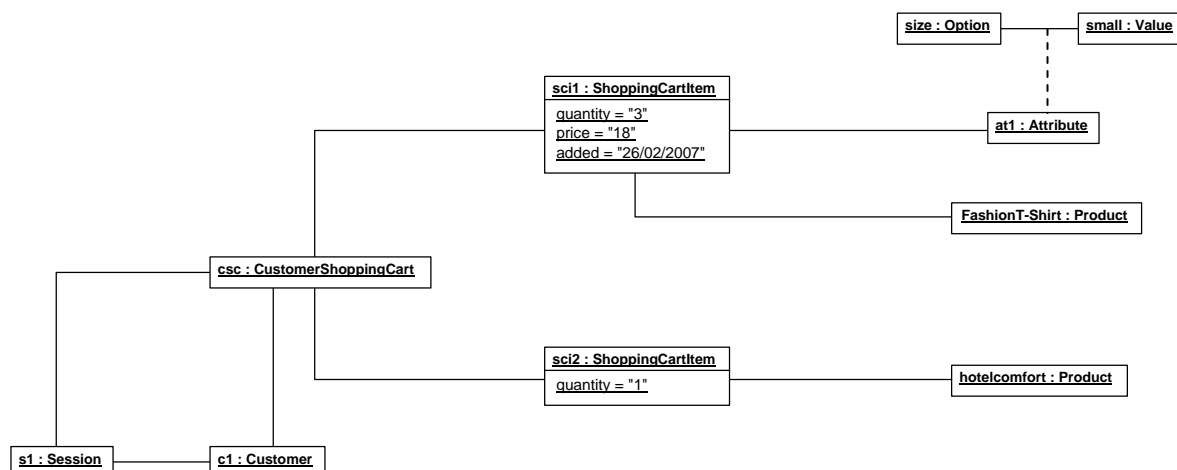 size : Option
small : Value
sci1 : ShoppingCartItem
quantity = "3"
price = "18"
added = "26/02/2007"
at1 : Attribute
FashionT-Shirt : Product
csc : CustomerShoppingCart
sci2 : ShoppingCartItem
quantity = "1"
hotelcomfort : Product
s1 : Session
c1 : Customer